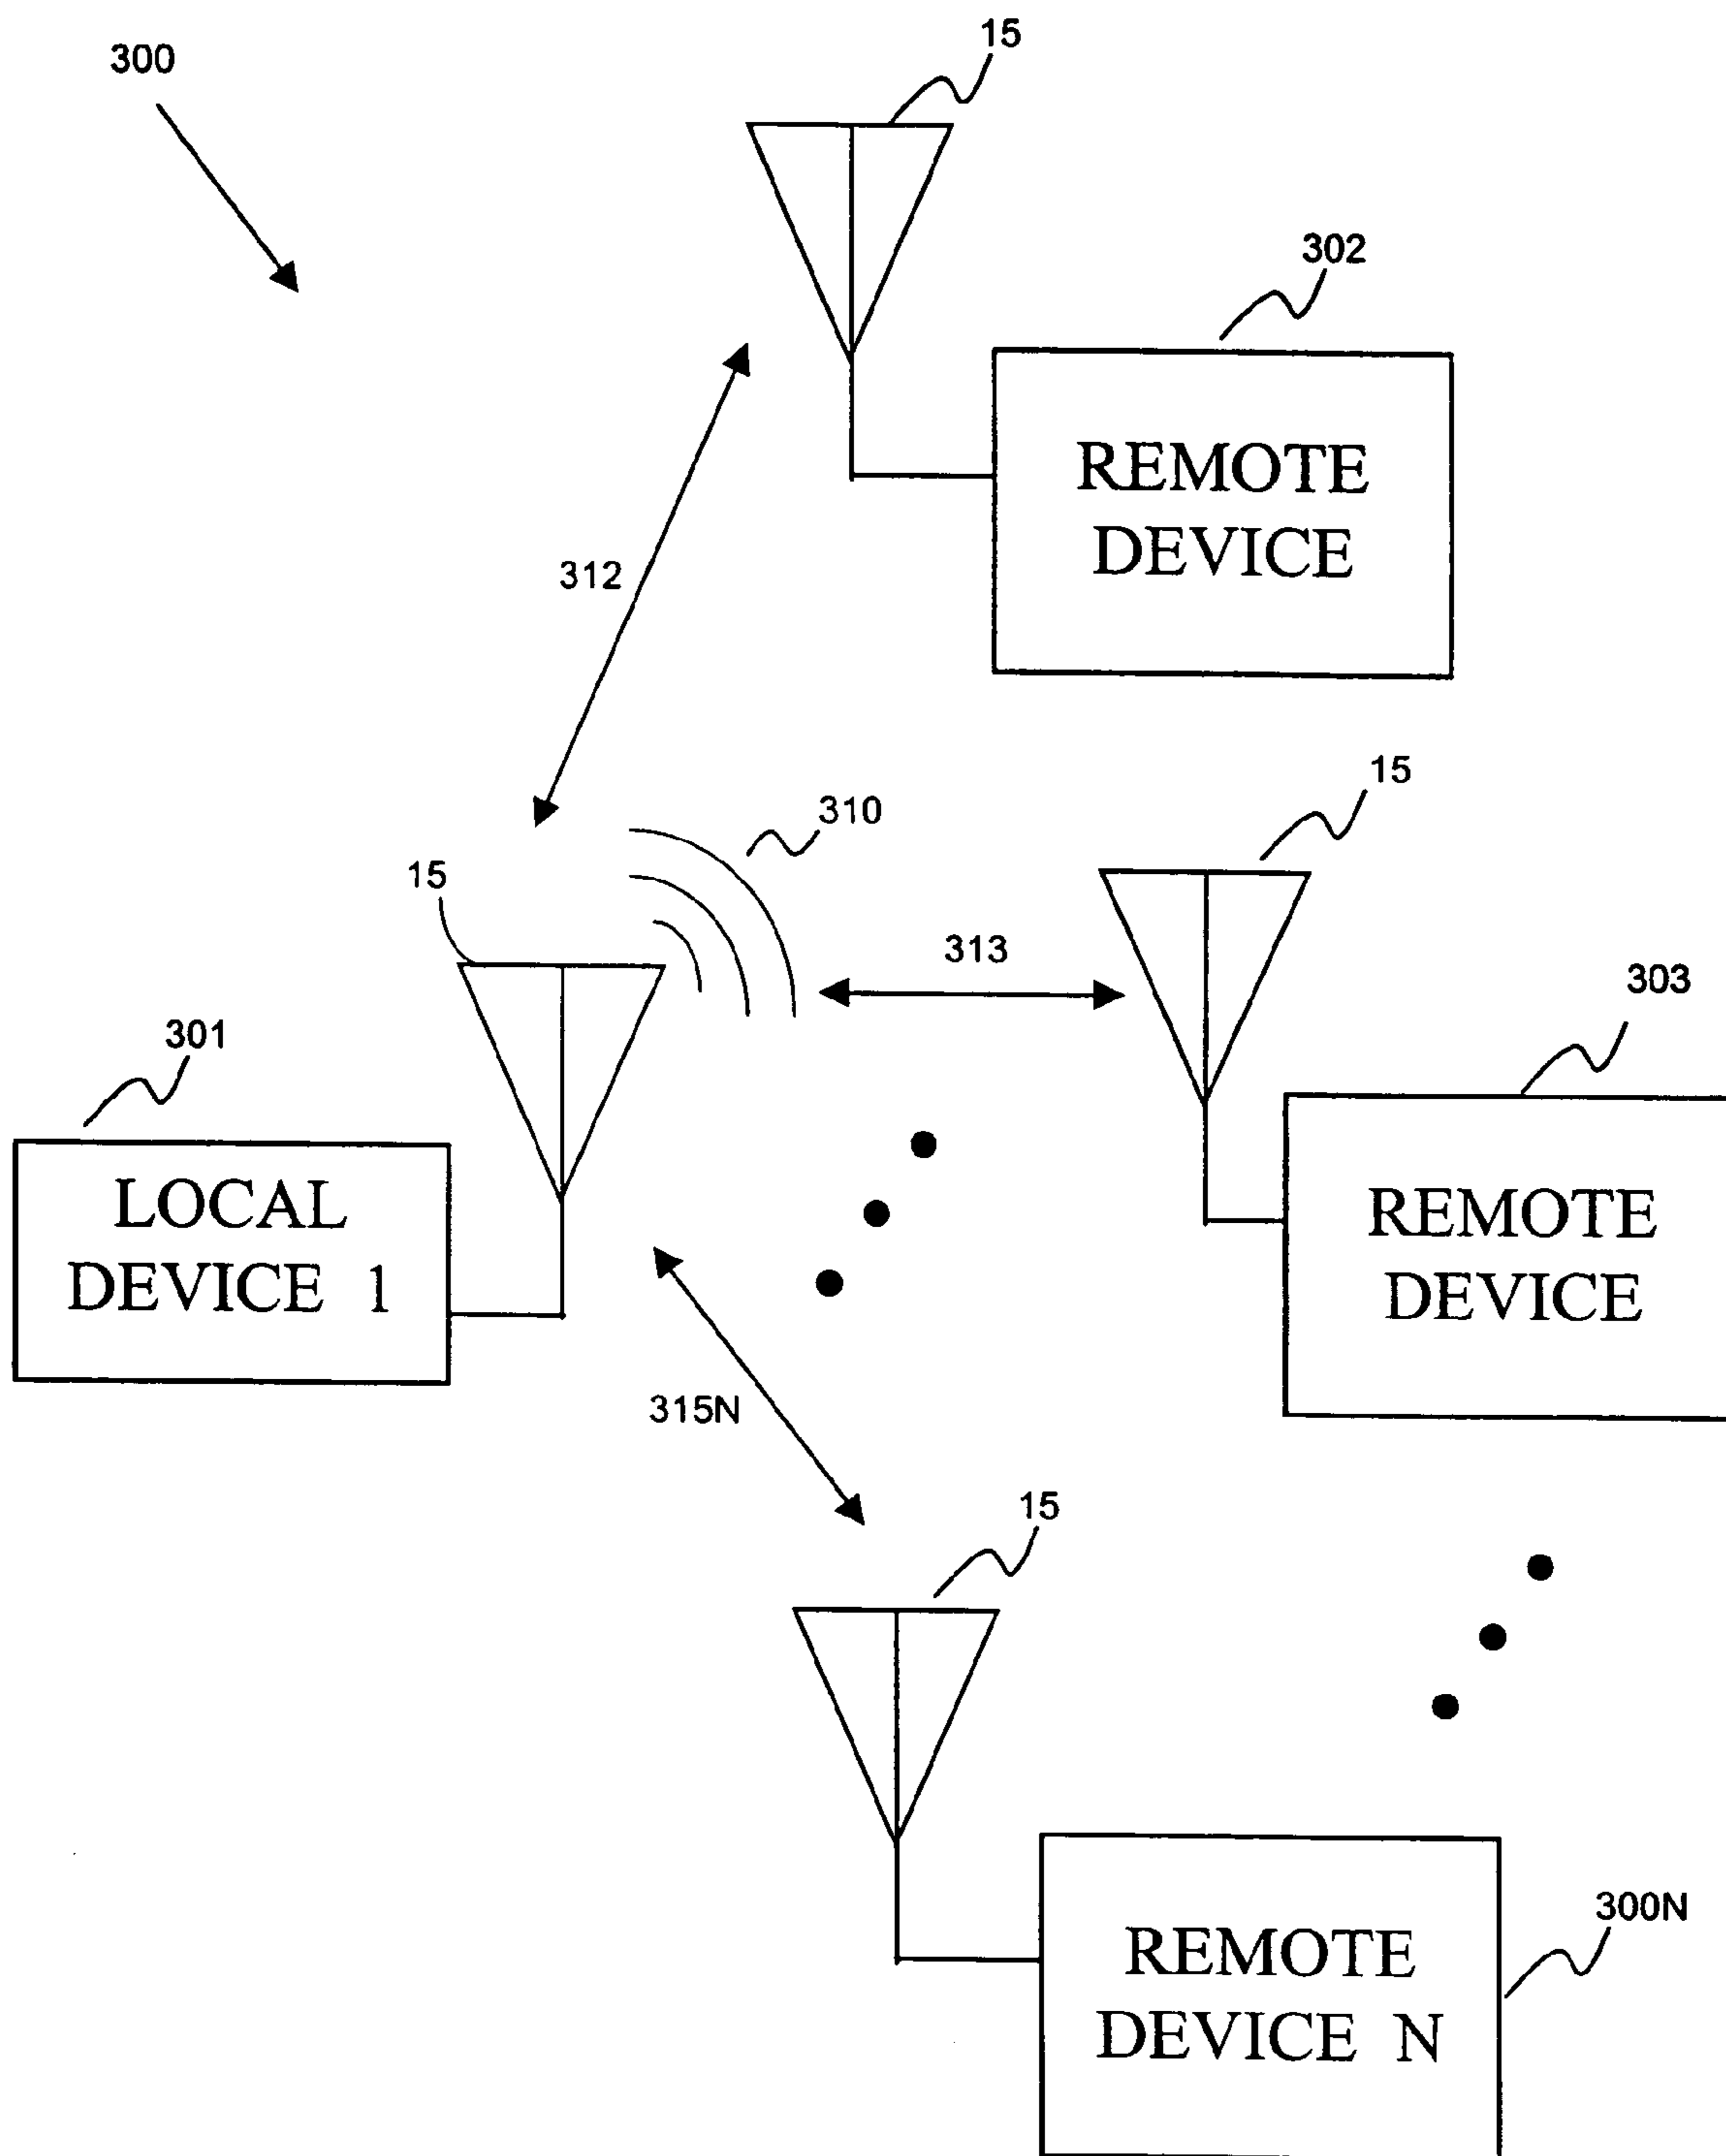 300
15
302
REMOTE
DEVICE
312
310
15
15
313
303
301
LOCAL
DEVICE 1
REMOTE
DEVICE
315N
15
300N
REMOTE
DEVICE N